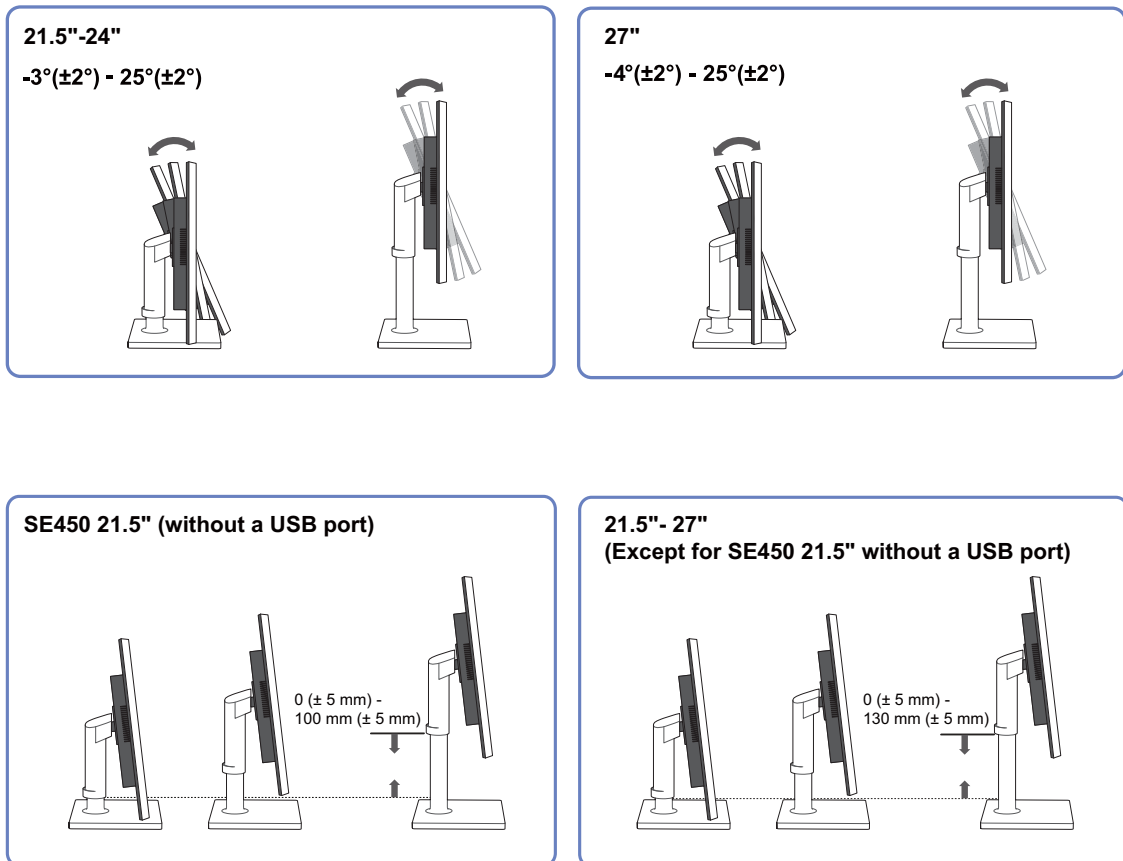 21.5"-24"
-3°(±2°) - 25°(±2°)
27"
-4°(±2°) - 25°(±2°)
SE450 21.5" (without a USB port)
0 (± 5 mm) -
100 mm (± 5 mm)
21.5"- 27"
(Except for SE450 21.5" without a USB port)
0 (± 5 mm) -
130 mm (± 5 mm)